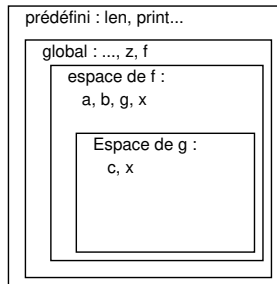 prédéfini : len, print...
global : ..., z, f
espace de f :
a, b, g, x
Espace de g :
c, x